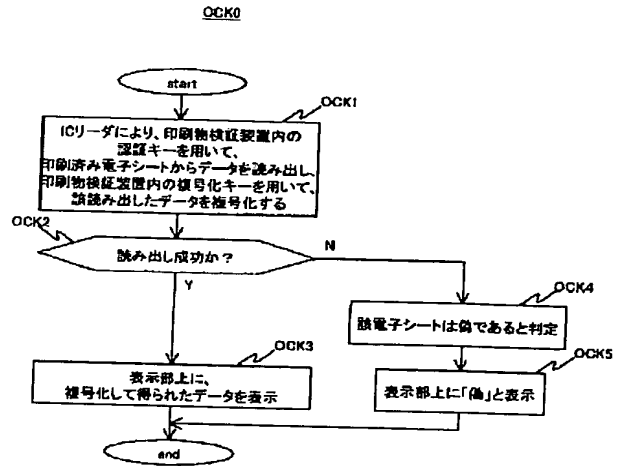 OCK0
start
OCK1
ICリーダにより、印刷物検証装置内の
認証キーを用いて、
印刷済み電子シートからデータを読み出し、
印刷物検証装置内の復号化キーを用いて、
該読み出したデータを複号化する
OCK2
読み出し成功か？
N
Y
OCK4
該電子シートは偽であると判定
OCK3
表示部上に、
複号化して得られたデータを表示
OCK5
表示部上に「偽」と表示
end